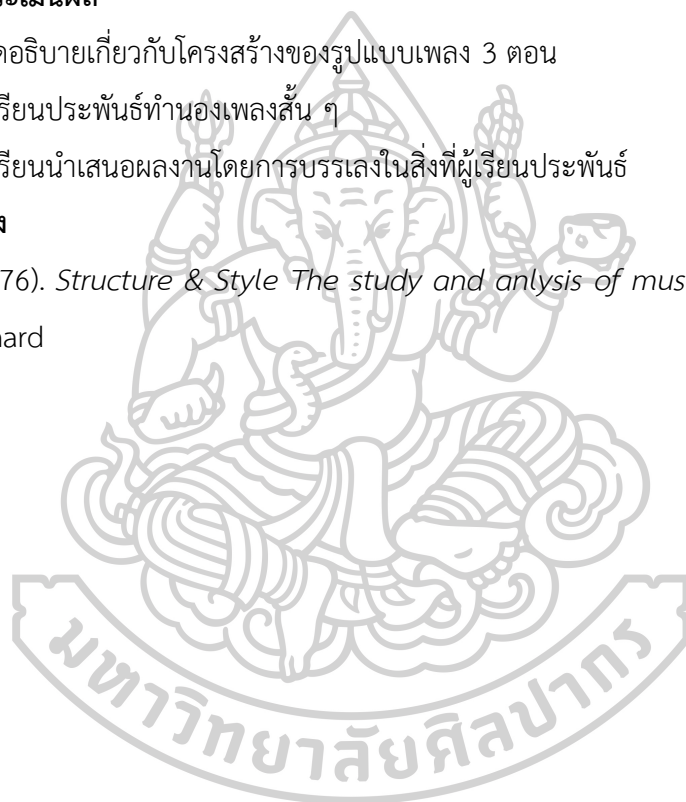 ระเมินผล
ดอธิบายเกี่ยวกับโครงสร้างของรูปแบบเพลง 3 ตอน
รียนประพันธ์ทำนองเพลงสั้น ๆ
รียนนำเสนอผลงานโดยการบรรเลงในสิ่งที่ผู้เรียนประพันธ์
ง
76). Structure & Style The study and anlysis of mus
ard
มหาวิทยาลัยศิลปากร